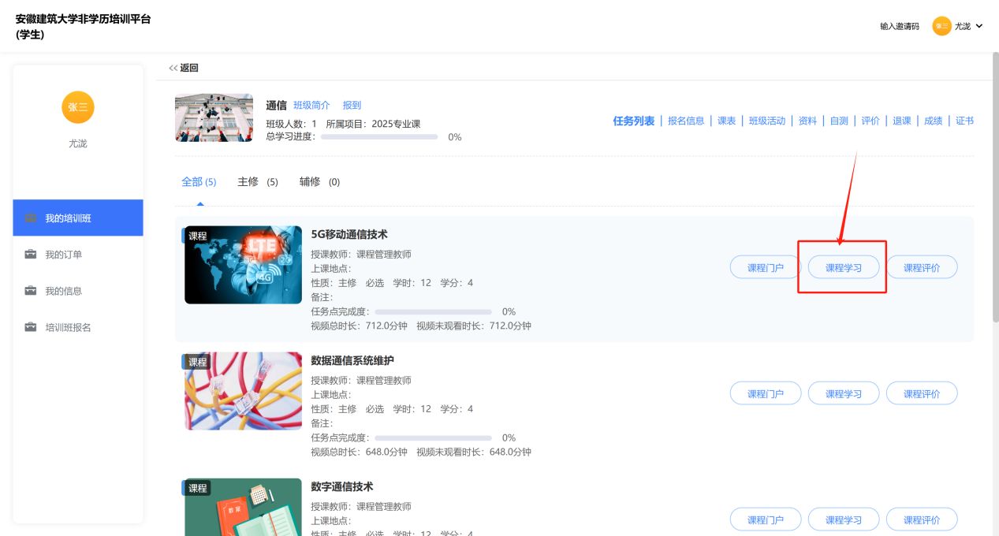 安徽建筑大学非学历培训平台
(学生)
输入邀请码 张三 尤泷
张三
尤泷
我的培训班
我的订单
我的信息
培训班报名
<< 返回
通信 班级简介 报到
班级人数：1 所属项目：2025专业课
总学习进度： 0%
任务列表 | 报名信息 | 课表 | 班级活动 | 资料 | 自测 | 评价 | 退课 | 成绩 | 证书
全部 (5) 主修 (5) 辅修 (0)
课程
LTE
3G
2G
4G
5G移动通信技术
授课教师：课程管理教师
上课地点：
性质：主修 必选 学时：12 学分：4
备注：
任务点完成度： 0%
视频总时长：712.0分钟 视频未观看时长：712.0分钟
课程门户 课程学习 课程评价
课程
数据通信系统维护
授课教师：课程管理教师
上课地点：
性质：主修 必选 学时：12 学分：4
备注：
任务点完成度： 0%
视频总时长：648.0分钟 视频未观看时长：648.0分钟
课程门户 课程学习 课程评价
课程
教案
数字通信技术
授课教师：课程管理教师
上课地点：
性质：主修 必选 学时：12 学分：4
课程门户 课程学习 课程评价